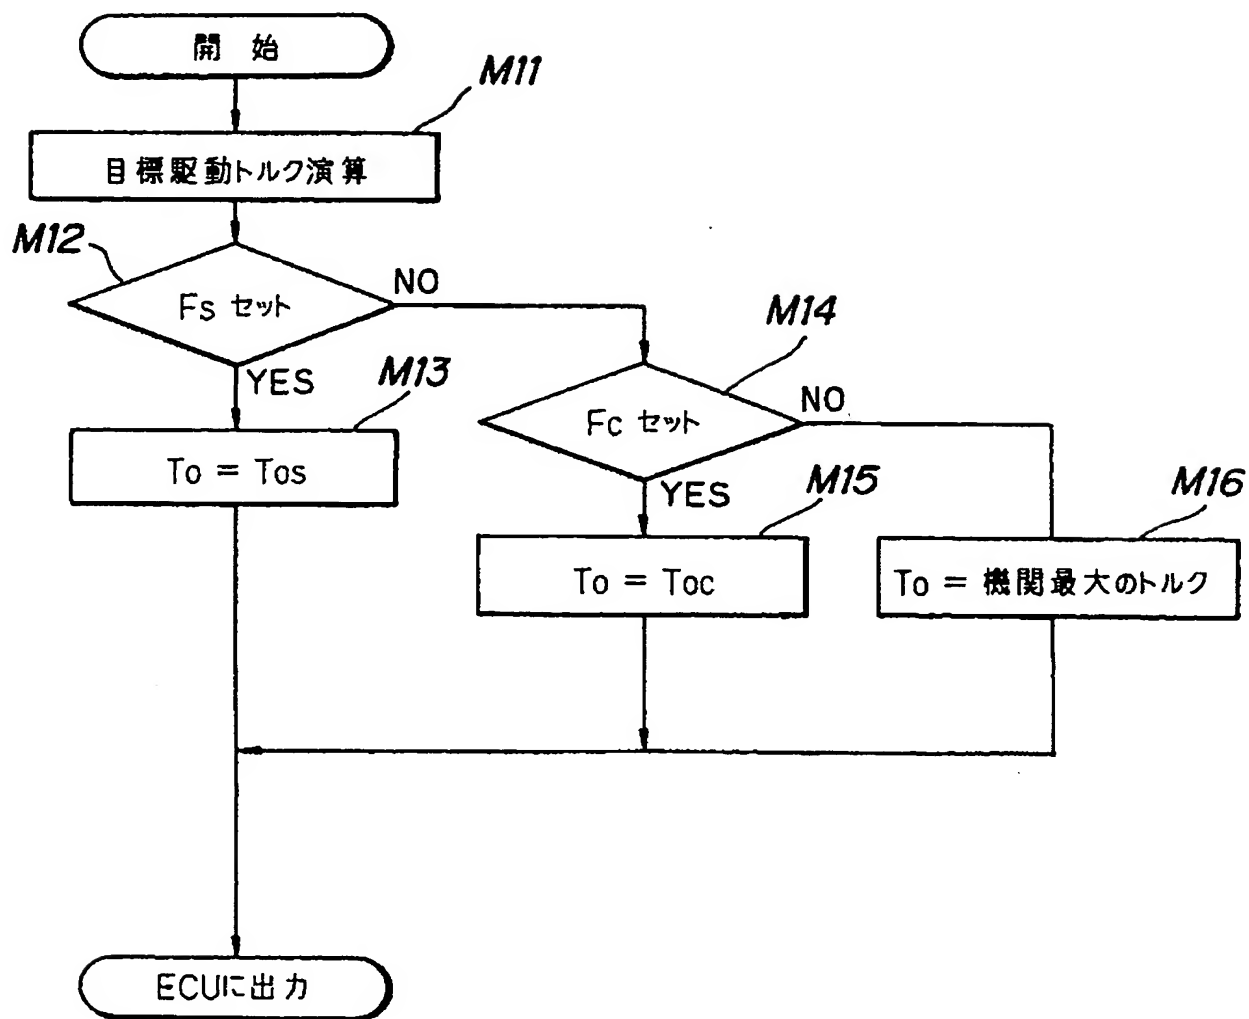 開始
M11
目標駆動トルク演算
M12
Fs セット
NO
YES
M13
To = Tos
M14
Fc セット
NO
YES
M15
To = Toc
M16
To = 機関最大のトルク
ECUに出力